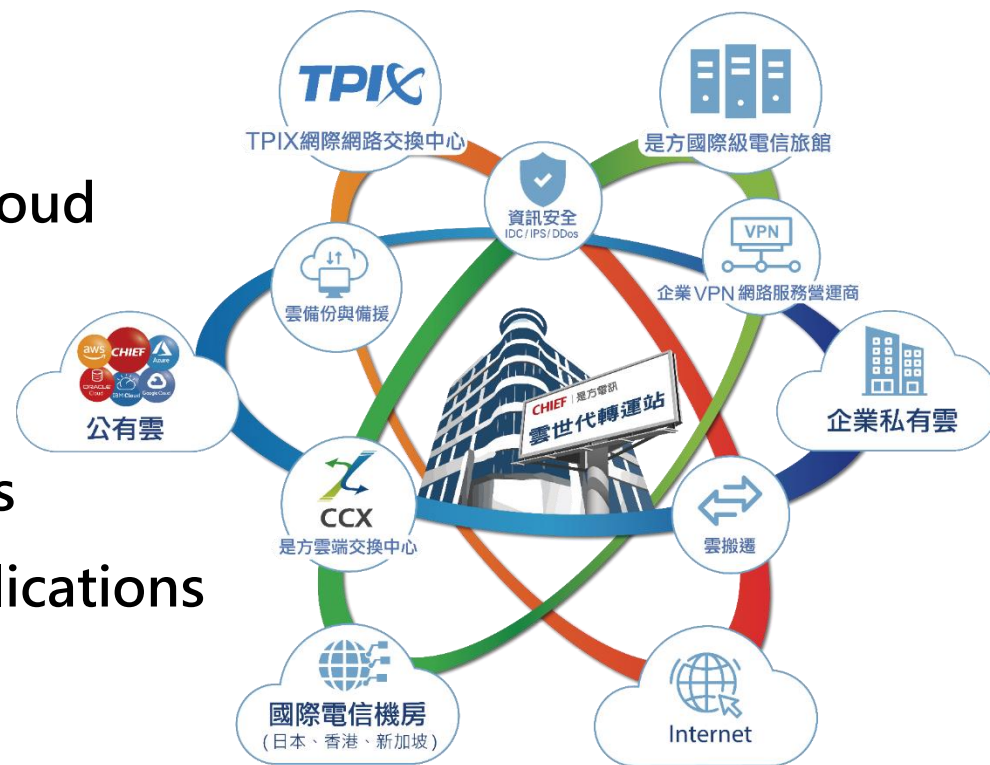 TPIX
TPIX網際網路交換中心
是方國際級電信旅館
oud
資訊安全
IDC/IPS/DDos
VPN
企業VPN網路服務營運商
雲備份與備援
aws
CHIEF
Azure
ORACLE
Cloud
IBM Cloud
Google Cloud
公有雲
CHIEF 是方電訊
雲世代轉運站
企業私有雲
s
CCX
是方雲端交換中心
雲搬遷
lications
國際電信機房
(日本、香港、新加坡)
Internet